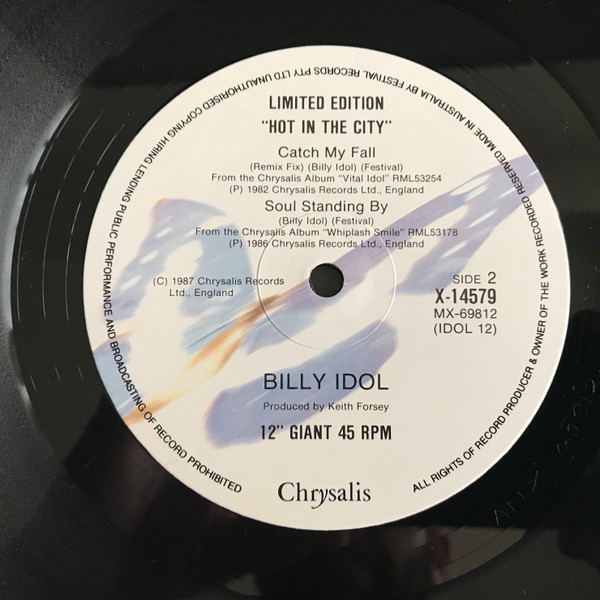 LIMITED EDITION
"HOT IN THE CITY"
Catch My Fall
(Remix Fix) (Billy Idol) (Festival)
From the Chrysalis Album "Vital Idol" RML53254
(P) 1982 Chrysalis Records Ltd., England
Soul Standing By
(Billy Idol) (Festival)
From the Chrysalis Album "Whiplash Smile" RML53178
(P) 1986 Chrysalis Records Ltd., England
(C) 1987 Chrysalis Records
Ltd., England
SIDE 2
X-14579
MX-69812
(IDOL 12)
BILLY IDOL
Produced by Keith Forsey
12" GIANT 45 RPM
Chrysalis
ALL RIGHTS OF RECORD PRODUCER & OWNER OF THE WORK RECORDED RESERVED MADE IN AUSTRALIA BY FESTIVAL RECORDS PTY LTD UNAUTHORISED COPYING HIRING LENDING PUBLIC PERFORMANCE AND BROADCASTING OF RECORD PROHIBITED